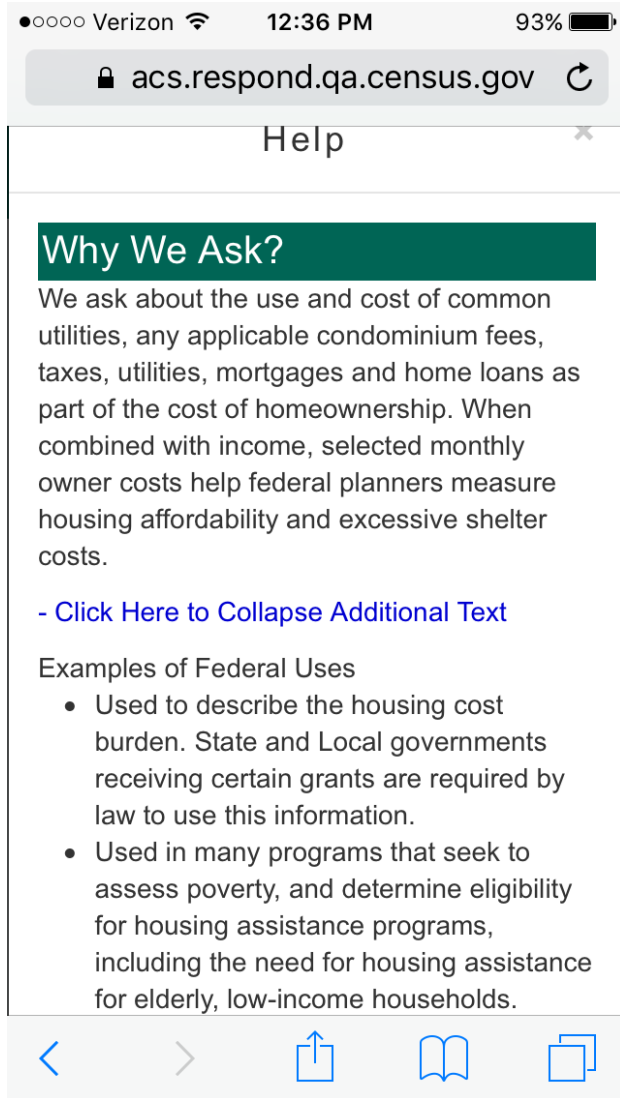 Verizon 12:36 PM 93%
acs.respond.qa.census.gov
Help ×
Why We Ask?
We ask about the use and cost of common
utilities, any applicable condominium fees,
taxes, utilities, mortgages and home loans as
part of the cost of homeownership. When
combined with income, selected monthly
owner costs help federal planners measure
housing affordability and excessive shelter
costs.
- Click Here to Collapse Additional Text
Examples of Federal Uses
• Used to describe the housing cost
burden. State and Local governments
receiving certain grants are required by
law to use this information.
• Used in many programs that seek to
assess poverty, and determine eligibility
for housing assistance programs,
including the need for housing assistance
for elderly, low-income households.